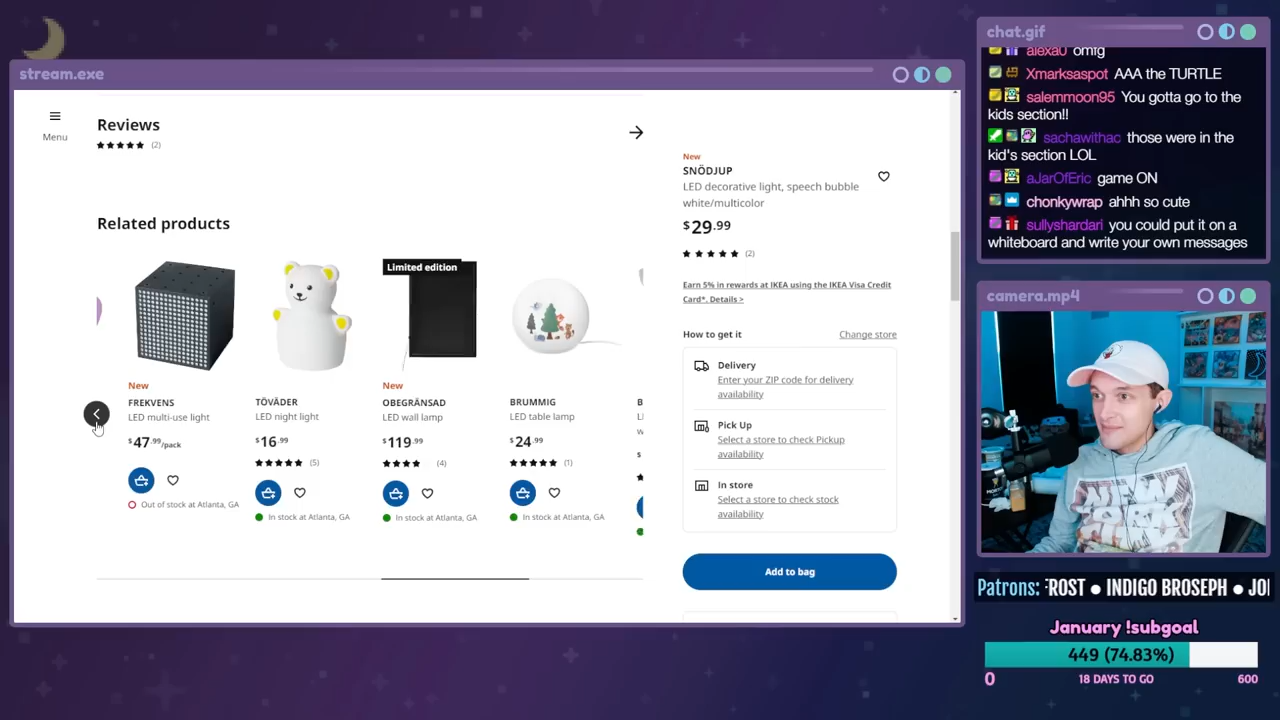 stream.exe
Menu
Reviews
(2)
Related products
New
FREKVENS
LED multi-use light
$47.99/pack
Out of stock at Atlanta, GA
TÖVÄDER
LED night light
$16.99
(5)
In stock at Atlanta, GA
Limited edition
New
OBEGRÄNSAD
LED wall lamp
$119.99
(4)
In stock at Atlanta, GA
BRUMMIG
LED table lamp
$24.99
(1)
In stock at Atlanta, GA
New
SNÖDJUP
LED decorative light, speech bubble
white/multicolor
$29.99
(2)
Earn 5% in rewards at IKEA using the IKEA Visa Credit
Card*. Details >
How to get it
Change store
Delivery
Enter your ZIP code for delivery
availability
Pick Up
Select a store to check Pickup
availability
In store
Select a store to check stock
availability
Add to bag
chat.gif
alexa0 omfg
Xmarksaspot AAA the TURTLE
salemmoon95 You gotta go to the
kids section!!
sachawithac those were in the
kid's section LOL
aJarOfEric game ON
chonkywrap ahhh so cute
sullyshardari you could put it on a
whiteboard and write your own messages
camera.mp4
NEW
YORK
Patrons: FROST ● INDIGO BROSEPH ● JO
January !subgoal
449 (74.83%)
0
18 DAYS TO GO
600